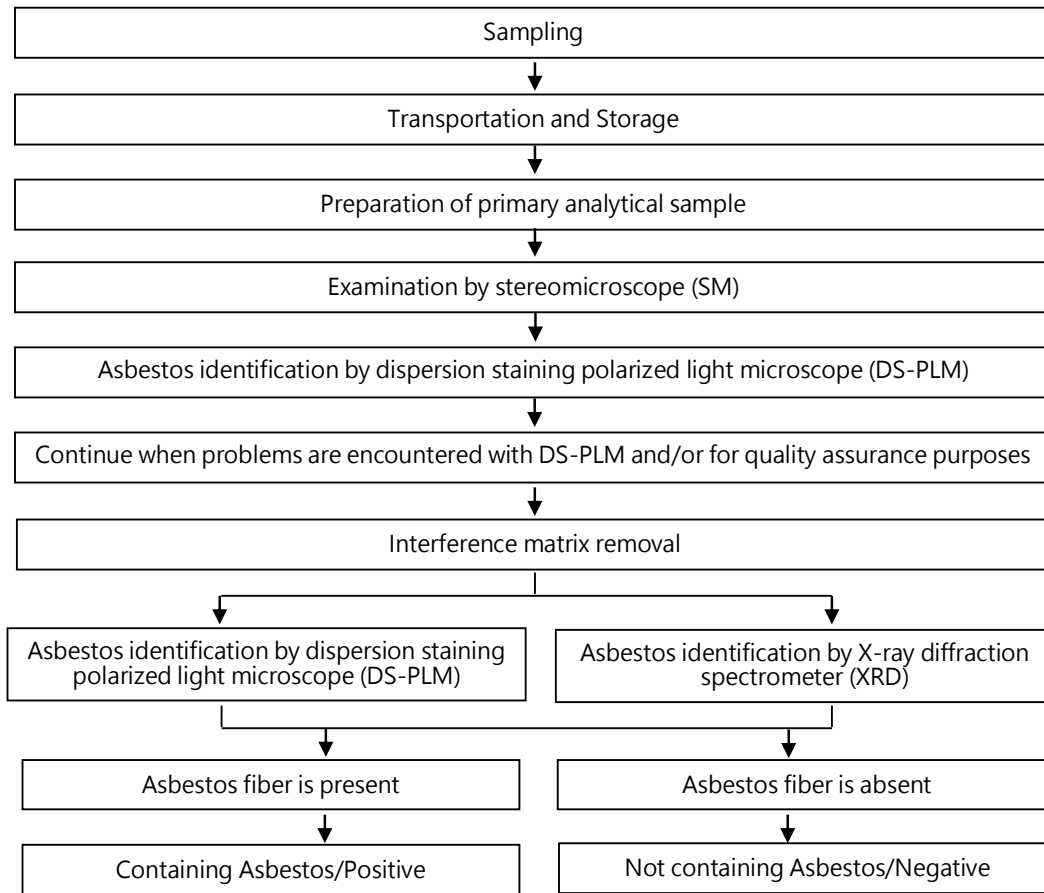 Sampling
Transportation and Storage
Preparation of primary analytical sample
Examination by stereomicroscope (SM)
Asbestos identification by dispersion staining polarized light microscope (DS-PLM)
Continue when problems are encountered with DS-PLM and/or for quality assurance purposes
Interference matrix removal
Asbestos identification by dispersion staining
polarized light microscope (DS-PLM)
Asbestos identification by X-ray diffraction
spectrometer (XRD)
Asbestos fiber is present
Asbestos fiber is absent
Containing Asbestos/Positive
Not containing Asbestos/Negative